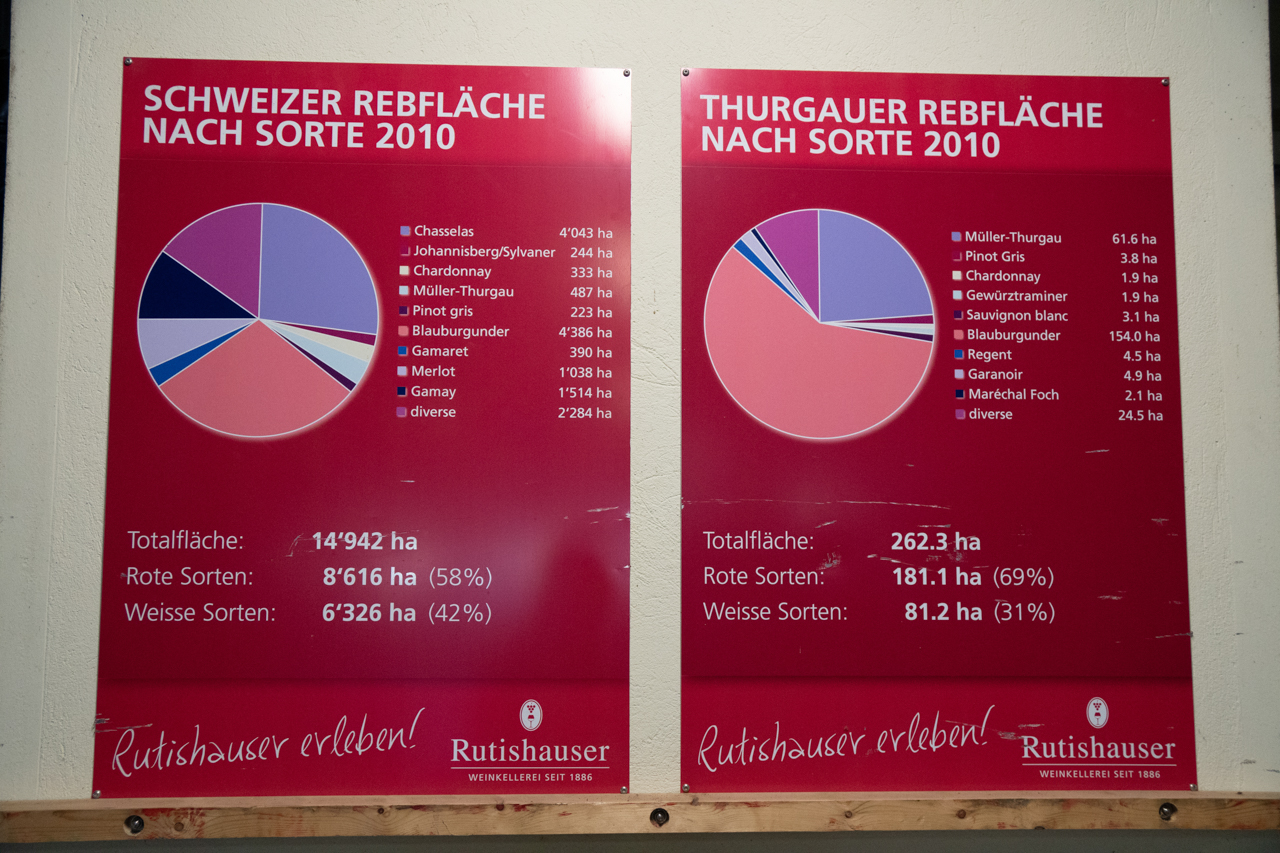 SCHWEIZER REBFLÄCHE
NACH SORTE 2010
Chasselas 4‘043 ha
Johannisberg/Sylvaner 244 ha
Chardonnay 333 ha
Müller-Thurgau 487 ha
Pinot gris 223 ha
Blauburgunder 4‘386 ha
Gamaret 390 ha
Merlot 1‘038 ha
Gamay 1‘514 ha
diverse 2‘284 ha
Totalfläche: 14‘942 ha
Rote Sorten: 8‘616 ha (58%)
Weisse Sorten: 6‘326 ha (42%)
Rutishauser erleben!
Rutishauser
WEINKELLEREI SEIT 1886
THURGAUER REBFLÄCHE
NACH SORTE 2010
Müller-Thurgau 61.6 ha
Pinot Gris 3.8 ha
Chardonnay 1.9 ha
Gewürztraminer 1.9 ha
Sauvignon blanc 3.1 ha
Blauburgunder 154.0 ha
Regent 4.5 ha
Garanoir 4.9 ha
Maréchal Foch 2.1 ha
diverse 24.5 ha
Totalfläche: 262.3 ha
Rote Sorten: 181.1 ha (69%)
Weisse Sorten: 81.2 ha (31%)
Rutishauser erleben!
Rutishauser
WEINKELLEREI SEIT 1886